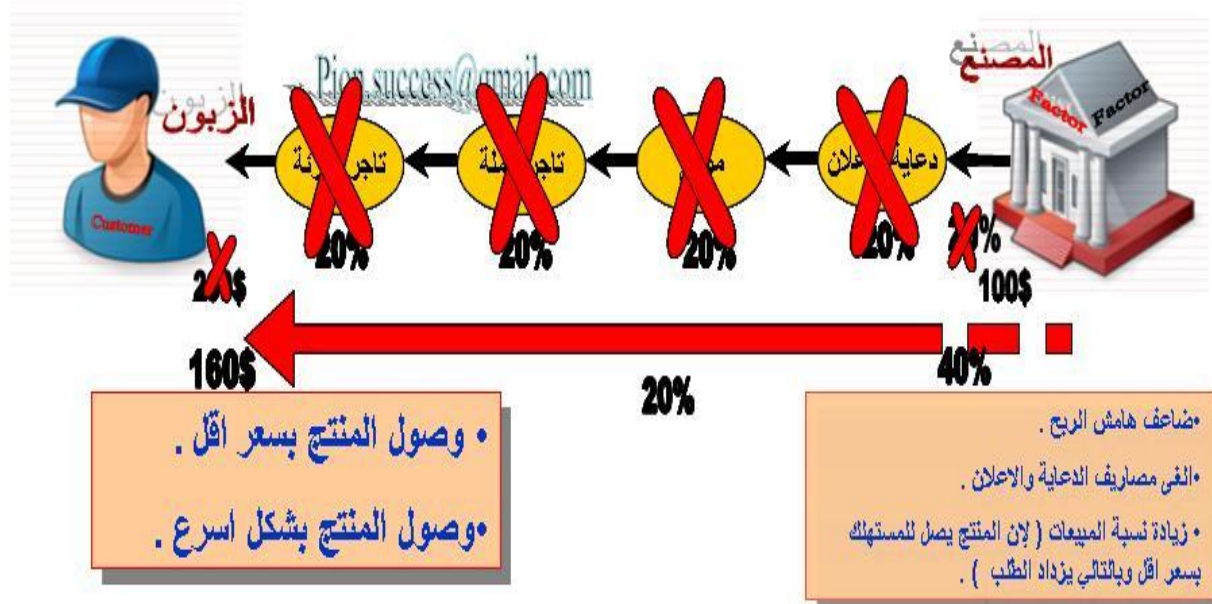 Pion.success@gmail.com
المصنع
المصنع
Factor Factor
الزبون
الزبون
Customer
دعاية
تاجر
تاجر
20%
20%
20%
20%
100$
160$
20%
40%
• وصول المنتج بسعر اقل .
•وصول المنتج بشكل اسرع .
•ضاعف هامش الربح .
•الغى مصاريف الدعاية والاعلان .
• زيادة نسبة المبيعات ( لان المنتج يصل للمستهلك
بسعر اقل وبالتالي يزداد الطلب ) .